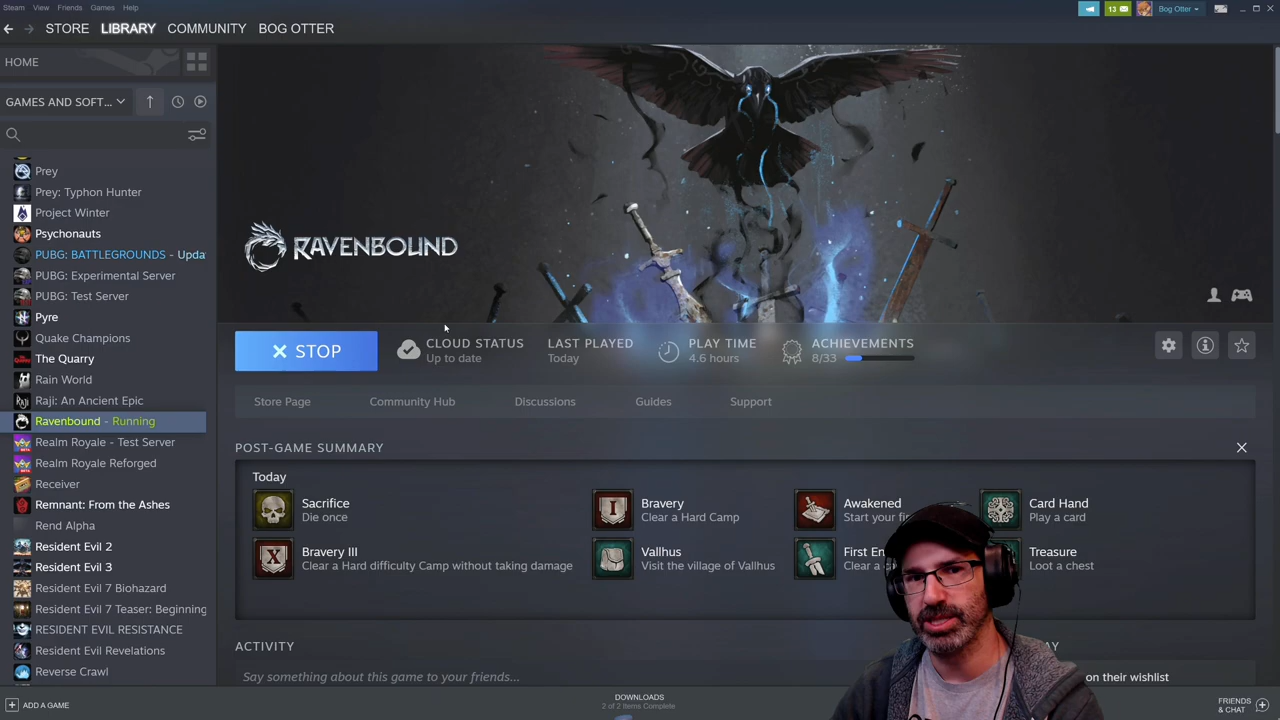 Steam View Friends Games Help
13 Bog Otter
STORE LIBRARY COMMUNITY BOG OTTER
HOME
GAMES AND SOFT...
Prey
Prey: Typhon Hunter
Project Winter
Psychonauts
PUBG: BATTLEGROUNDS - Upda
PUBG: Experimental Server
PUBG: Test Server
Pyre
Quake Champions
The Quarry
Rain World
Raji: An Ancient Epic
Ravenbound - Running
Realm Royale - Test Server
Realm Royale Reforged
Receiver
Remnant: From the Ashes
Rend Alpha
Resident Evil 2
Resident Evil 3
Resident Evil 7 Biohazard
Resident Evil 7 Teaser: Beginning
RESIDENT EVIL RESISTANCE
Resident Evil Revelations
Reverse Crawl
ADD A GAME
RAVENBOUND
STOP
CLOUD STATUS
Up to date
LAST PLAYED
Today
PLAY TIME
4.6 hours
ACHIEVEMENTS
8/33
Store Page Community Hub Discussions Guides Support
POST-GAME SUMMARY
Today
Sacrifice
Die once
Bravery
Clear a Hard Camp
Awakened
Start your
Card Hand
Play a card
Bravery III
Clear a Hard difficulty Camp without taking damage
Vallhus
Visit the village of Vallhus
First
Clear a
Treasure
Loot a chest
ACTIVITY
Say something about this game to your friends...
on their wishlist
DOWNLOADS
2 of 2 Items Complete
FRIENDS
& CHAT